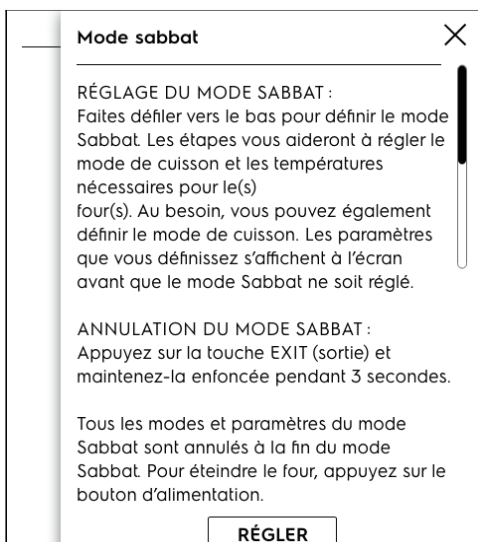 Mode sabbat
RÉGLAGE DU MODE SABBAT :
Faites défiler vers le bas pour définir le mode
Sabbat. Les étapes vous aideront à régler le
mode de cuisson et les températures
nécessaires pour le(s)
four(s). Au besoin, vous pouvez également
définir le mode de cuisson. Les paramètres
que vous définissez s'affichent à l'écran
avant que le mode Sabbat ne soit réglé.
ANNULATION DU MODE SABBAT :
Appuyez sur la touche EXIT (sortie) et
maintenez-la enfoncée pendant 3 secondes.
Tous les modes et paramètres du mode
Sabbat sont annulés à la fin du mode
Sabbat. Pour éteindre le four, appuyez sur le
bouton d'alimentation.
RÉGLER